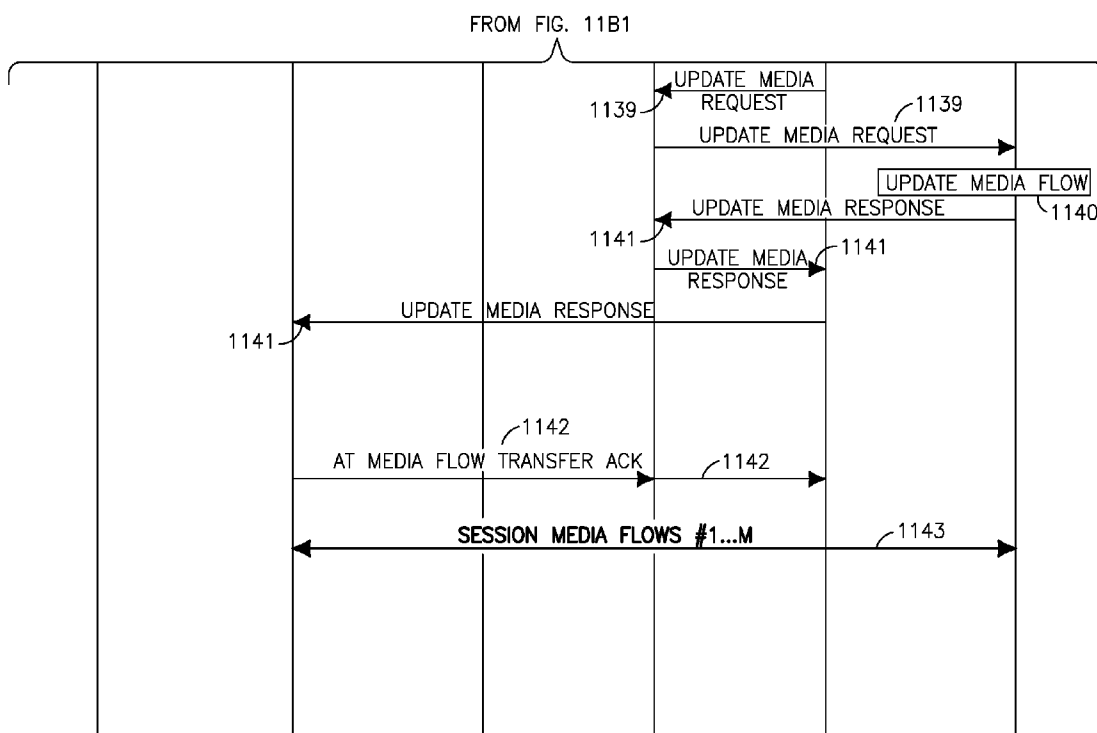 FROM FIG. 11B1
UPDATE MEDIA
REQUEST
1139
1139
UPDATE MEDIA REQUEST
UPDATE MEDIA FLOW
1140
UPDATE MEDIA RESPONSE
1141
1141
UPDATE MEDIA
RESPONSE
UPDATE MEDIA RESPONSE
1141
1142
AT MEDIA FLOW TRANSFER ACK
1142
SESSION MEDIA FLOWS #1...M
1143